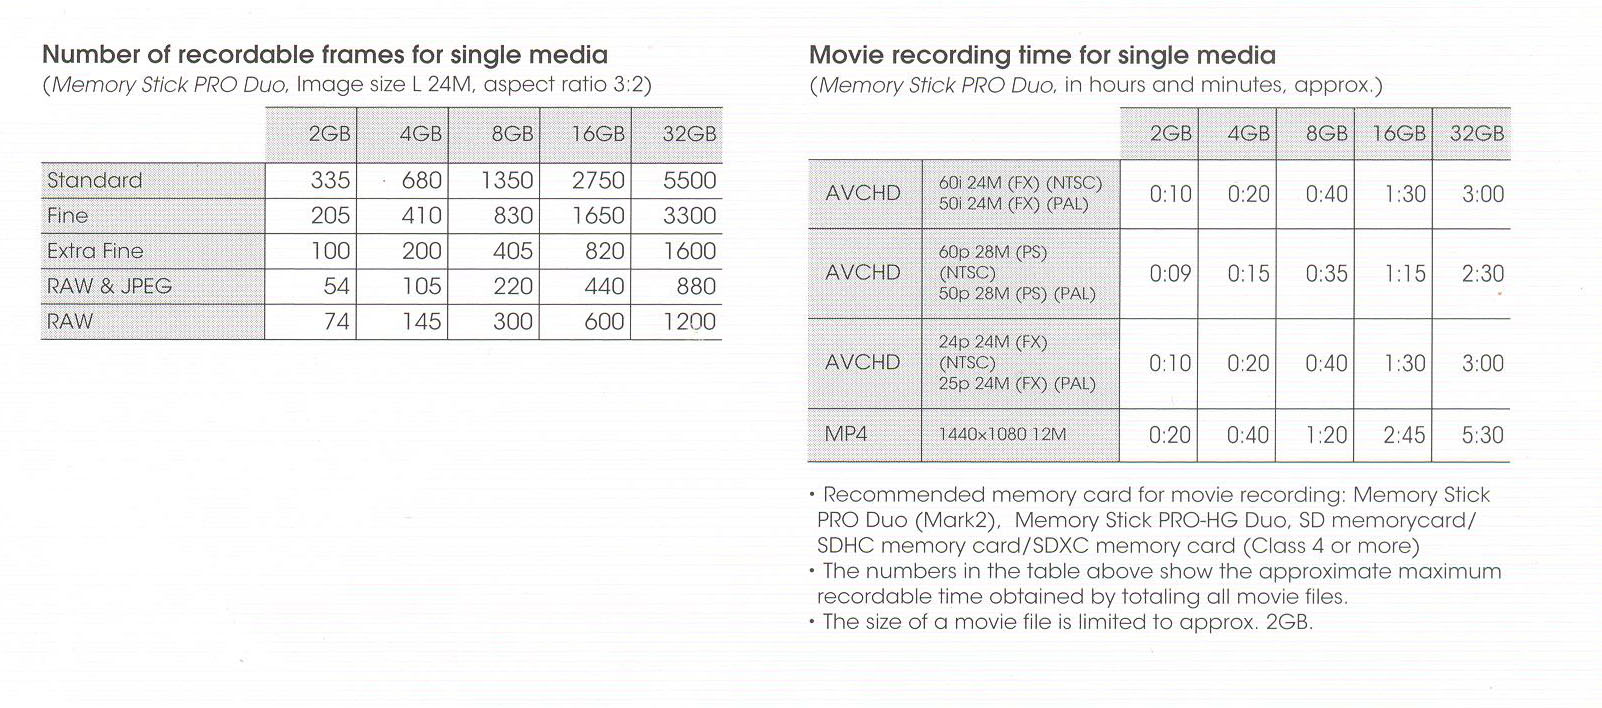 Number of recordable frames for single media
(Memory Stick PRO Duo, Image size L 24M, aspect ratio 3:2)
2GB 4GB 8GB 16GB 32GB
Standard 335 680 1350 2750 5500
Fine 205 410 830 1650 3300
Extra Fine 100 200 405 820 1600
RAW & JPEG 54 105 220 440 880
RAW 74 145 300 600 1200
Movie recording time for single media
(Memory Stick PRO Duo, in hours and minutes, approx.)
2GB 4GB 8GB 16GB 32GB
AVCHD 60i 24M (FX) (NTSC) 0:10 0:20 0:40 1:30 3:00
50i 24M (FX) (PAL)
60p 28M (PS)
AVCHD (NTSC) 0:09 0:15 0:35 1:15 2:30
50p 28M (PS) (PAL)
24p 24M (FX)
AVCHD (NTSC) 0:10 0:20 0:40 1:30 3:00
25p 24M (FX) (PAL)
MP4 1440x1080 12M 0:20 0:40 1:20 2:45 5:30
• Recommended memory card for movie recording: Memory Stick
PRO Duo (Mark2), Memory Stick PRO-HG Duo, SD memorycard/
SDHC memory card/SDXC memory card (Class 4 or more)
• The numbers in the table above show the approximate maximum
recordable time obtained by totaling all movie files.
• The size of a movie file is limited to approx. 2GB.